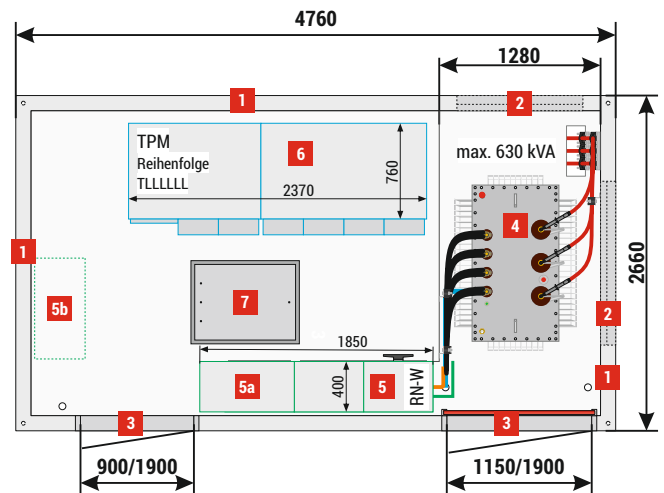 4760
1280
1
2
TPM
Reihenfolge
TLLLLLL
6
760
2370
max. 630 kVA
4
1
5b
7
2660
2
1850
5a
400
5
RN-W
1
3
3
900/1900
1150/1900